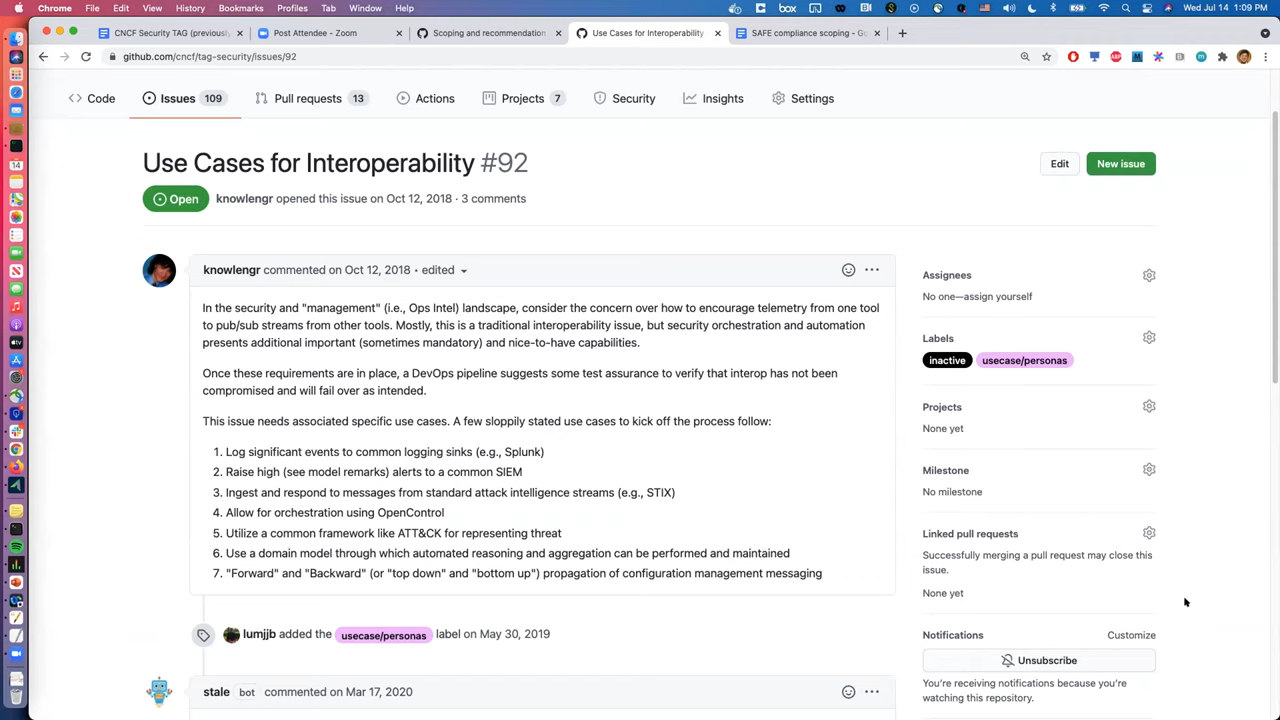 Chrome File Edit View History Bookmarks Profiles Tab Window Help Wed Jul 14 1:09 PM
CNCF Security TAG (previously Post Attendee - Zoom Scoping and recommendation Use Cases for Interoperability SAFE compliance scoping - Go
github.com/cncf/tag-security/issues/92
Code Issues 109 Pull requests 13 Actions Projects 7 Security Insights Settings
Use Cases for Interoperability #92
Edit New issue
Open knowlengr opened this issue on Oct 12, 2018 · 3 comments
knowlengr commented on Oct 12, 2018 · edited
In the security and "management" (i.e., Ops Intel) landscape, consider the concern over how to encourage telemetry from one tool
to pub/sub streams from other tools. Mostly, this is a traditional interoperability issue, but security orchestration and automation
presents additional important (sometimes mandatory) and nice-to-have capabilities.
Once these requirements are in place, a DevOps pipeline suggests some test assurance to verify that interop has not been
compromised and will fail over as intended.
This issue needs associated specific use cases. A few sloppily stated use cases to kick off the process follow:
1. Log significant events to common logging sinks (e.g., Splunk)
2. Raise high (see model remarks) alerts to a common SIEM
3. Ingest and respond to messages from standard attack intelligence streams (e.g., STIX)
4. Allow for orchestration using OpenControl
5. Utilize a common framework like ATT&CK for representing threat
6. Use a domain model through which automated reasoning and aggregation can be performed and maintained
7. "Forward" and "Backward" (or "top down" and "bottom up") propagation of configuration management messaging
lumjjb added the usecase/personas label on May 30, 2019
stale bot commented on Mar 17, 2020
Assignees
No one—assign yourself
Labels
inactive usecase/personas
Projects
None yet
Milestone
No milestone
Linked pull requests
Successfully merging a pull request may close this
issue.
None yet
Notifications Customize
Unsubscribe
You're receiving notifications because you're
watching this repository.